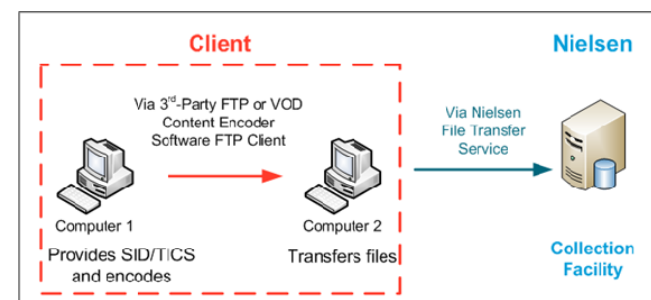 Client
Nielsen
Via 3rd-Party FTP or VOD
Content Encoder
Software FTP Client
Via Nielsen
File Transfer
Service
Computer 1
Computer 2
Provides SID/TICS
and encodes
Transfers files
Collection
Facility